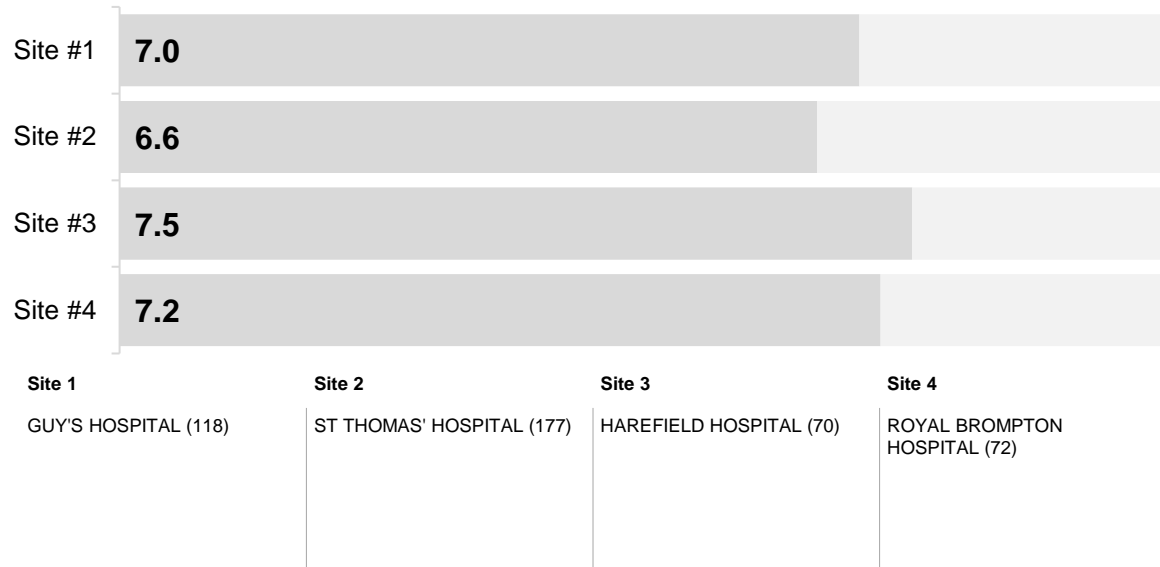 Site #1 7.0
Site #2 6.6
Site #3 7.5
Site #4 7.2
Site 1
GUY'S HOSPITAL (118)
Site 2
ST THOMAS' HOSPITAL (177)
Site 3
HAREFIELD HOSPITAL (70)
Site 4
ROYAL BROMPTON
HOSPITAL (72)